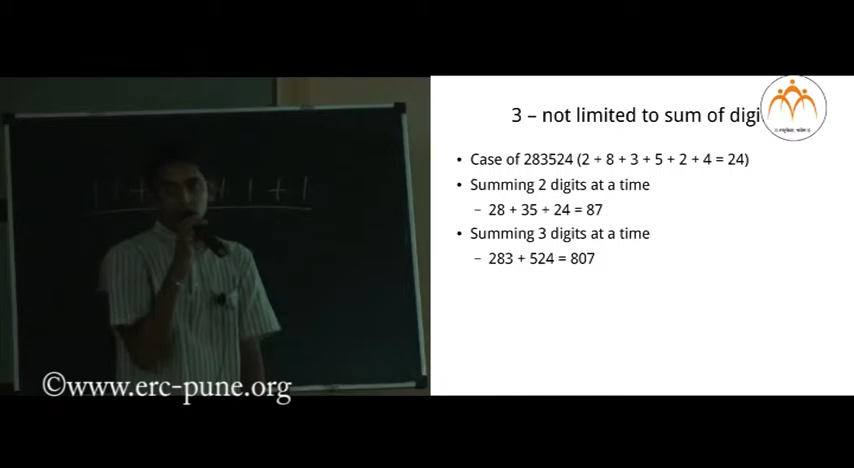 3 – not limited to sum of digi
• Case of 283524 (2 + 8 + 3 + 5 + 2 + 4 = 24)
• Summing 2 digits at a time
– 28 + 35 + 24 = 87
• Summing 3 digits at a time
– 283 + 524 = 807
©www.erc-pune.org